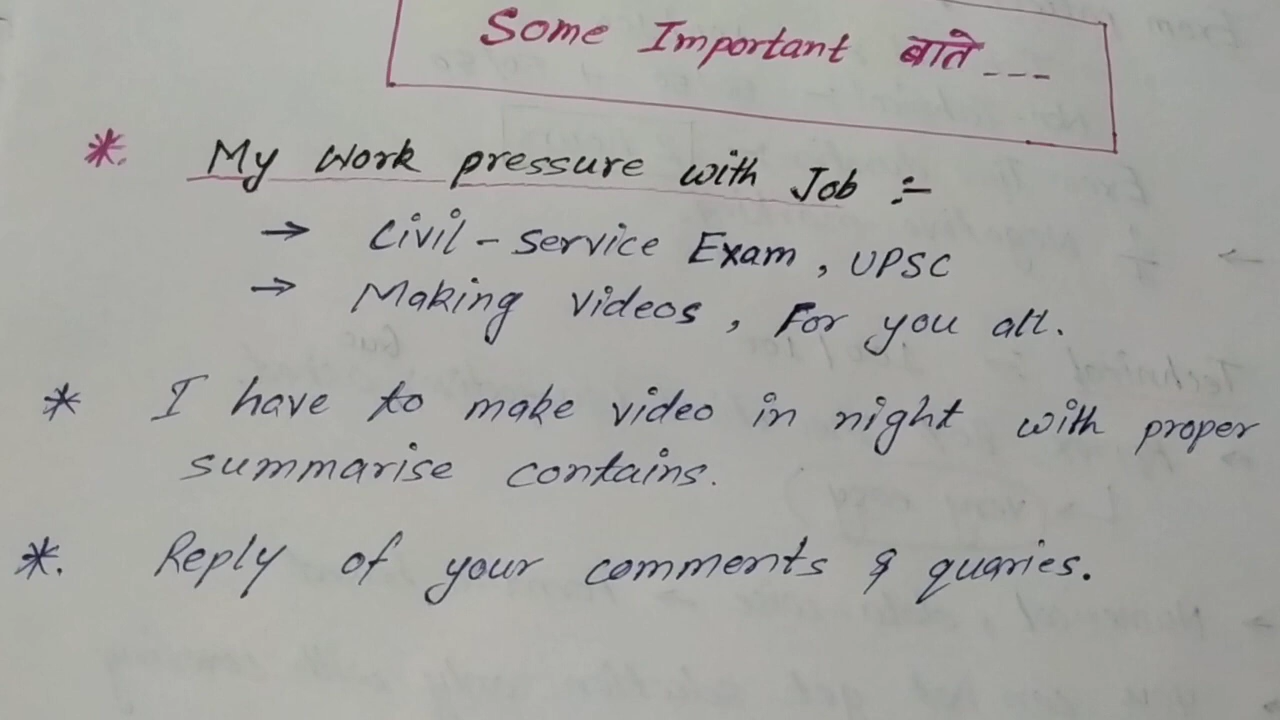 Some Important बाते---
*. My Work pressure with Job :-
→ Civil-Service Exam, UPSC
→ Making Videos, For you all.
* I have to make video in night with proper
summarise contains.
*. Reply of your comments & quaries.